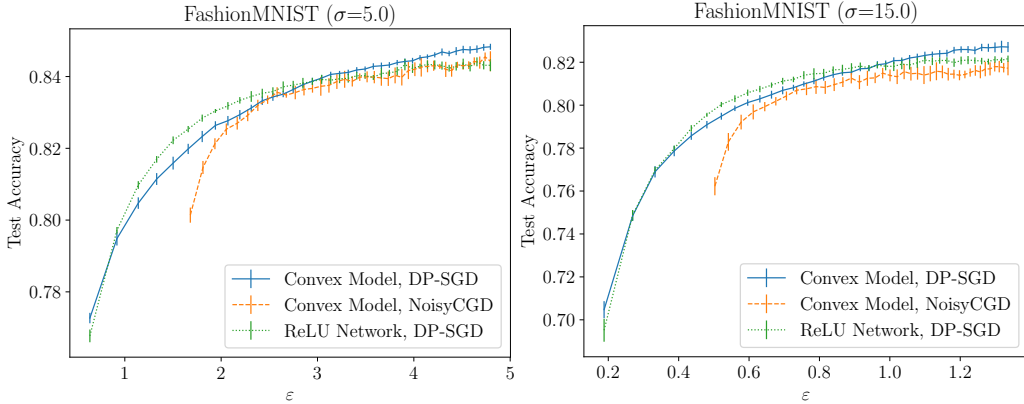 FashionMNIST (σ=5.0)
Test Accuracy
0.84
0.82
0.80
0.78
1
2
3
4
5
ε
Convex Model, DP-SGD
Convex Model, NoisyCGD
ReLU Network, DP-SGD
FashionMNIST (σ=15.0)
Test Accuracy
0.82
0.80
0.78
0.76
0.74
0.72
0.70
0.2
0.4
0.6
0.8
1.0
1.2
ε
Convex Model, DP-SGD
Convex Model, NoisyCGD
ReLU Network, DP-SGD